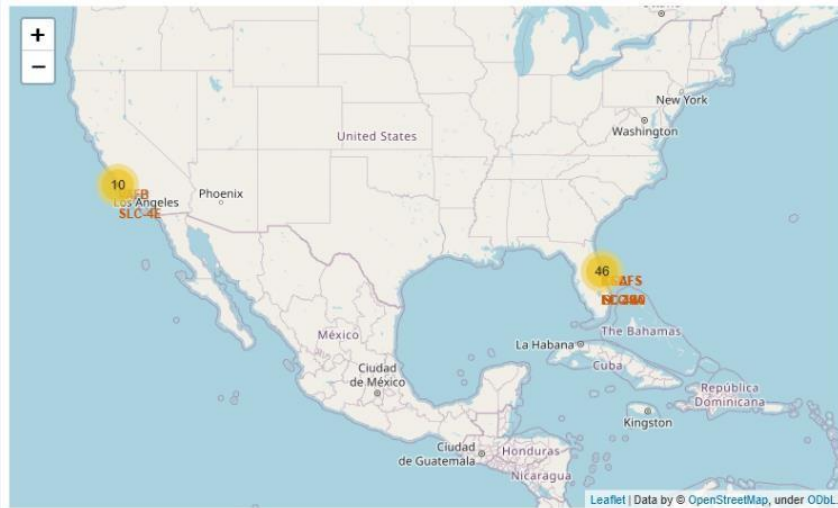 +
−
Ottawa
New York
Washington
United States
10
Phoenix
Los Angeles
SLC-4E
46
The Bahamas
México
La Habana
Cuba
Ciudad
de México
República
Dominicana
Kingston
Ciudad
de Guatemala
Honduras
Nicaragua
Leaflet | Data by © OpenStreetMap, under ODbL.